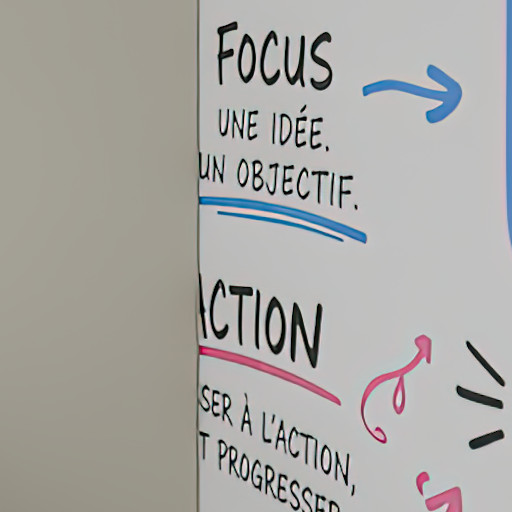 FOCUS
UNE IDÉE.
UN OBJECTIF.
ACTION
SER À L'ACTION,
T PROGRESSER